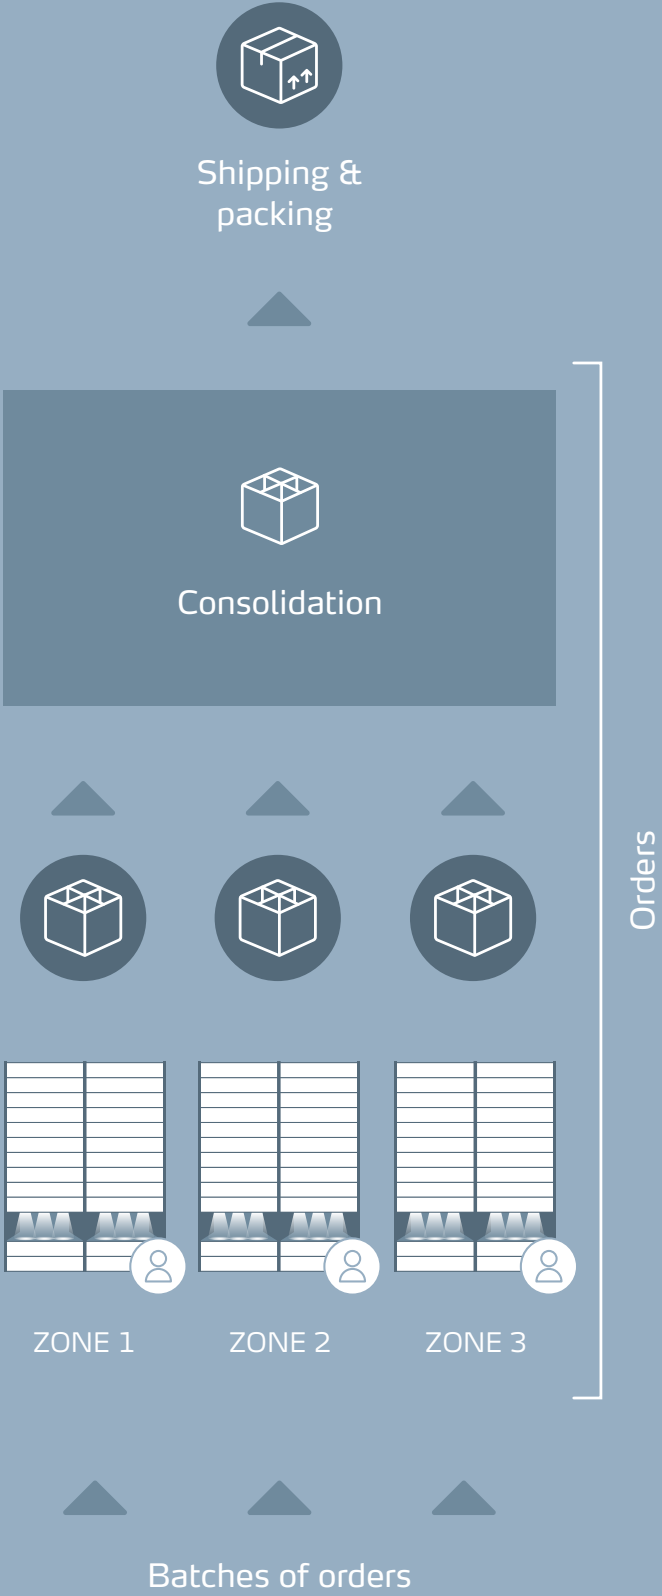 Shipping &
packing
Consolidation
Orders
ZONE 1
ZONE 2
ZONE 3
Batches of orders